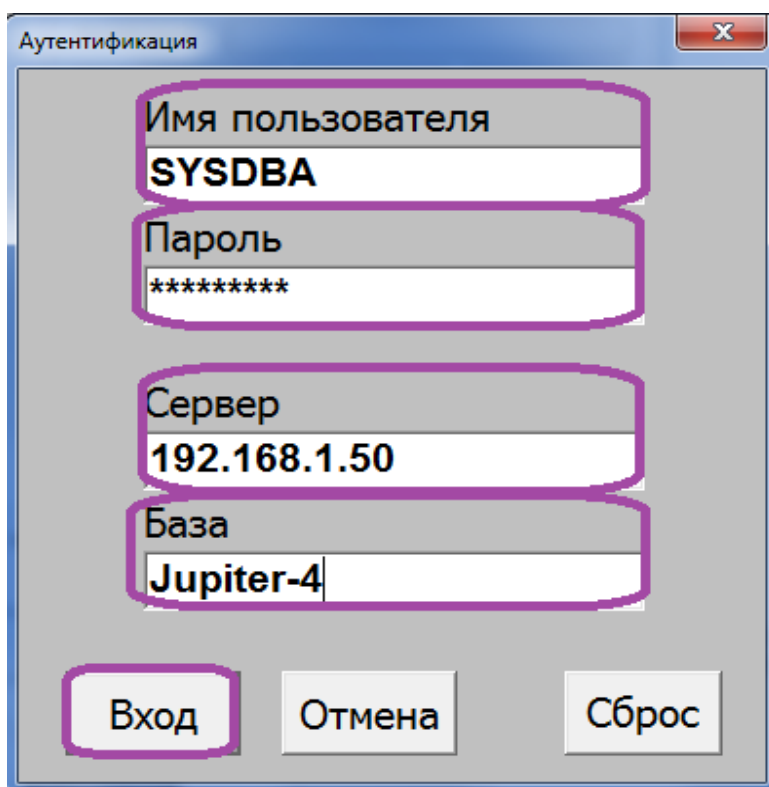 Аутентификация
Имя пользователя
SYSDBA
Пароль
*********
Сервер
192.168.1.50
База
Jupiter-4
Вход Отмена Сброс